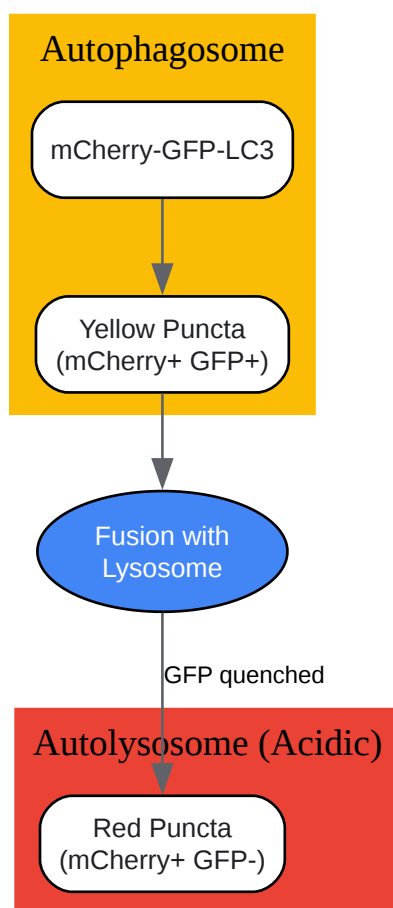 Autophagosome
mCherry-GFP-LC3
Yellow Puncta
(mCherry+ GFP+)
Fusion with
Lysosome
GFP quenched
Autolysosome (Acidic)
Red Puncta
(mCherry+ GFP-)